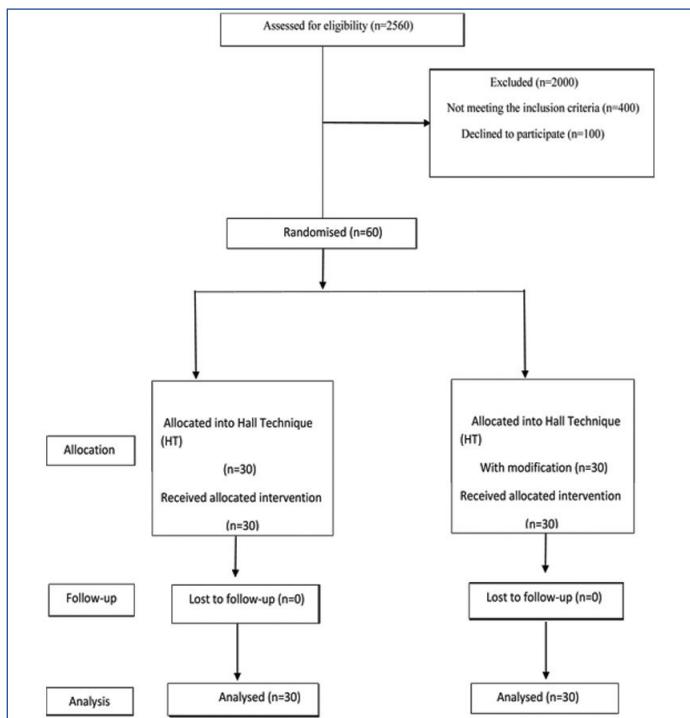 Assessed for eligibility (n=2560)
Excluded (n=2000)
Not meeting the inclusion criteria (n=400)
Declined to participate (n=100)
Randomised (n=60)
Allocation
Allocated into Hall Technique
(HT)
(n=30)
Received allocated intervention
(n=30)
Allocated into Hall Technique
(HT)
With modification (n=30)
Received allocated intervention
(n=30)
Follow-up
Lost to follow-up (n=0)
Lost to follow-up (n=0)
Analysis
Analysed (n=30)
Analysed (n=30)